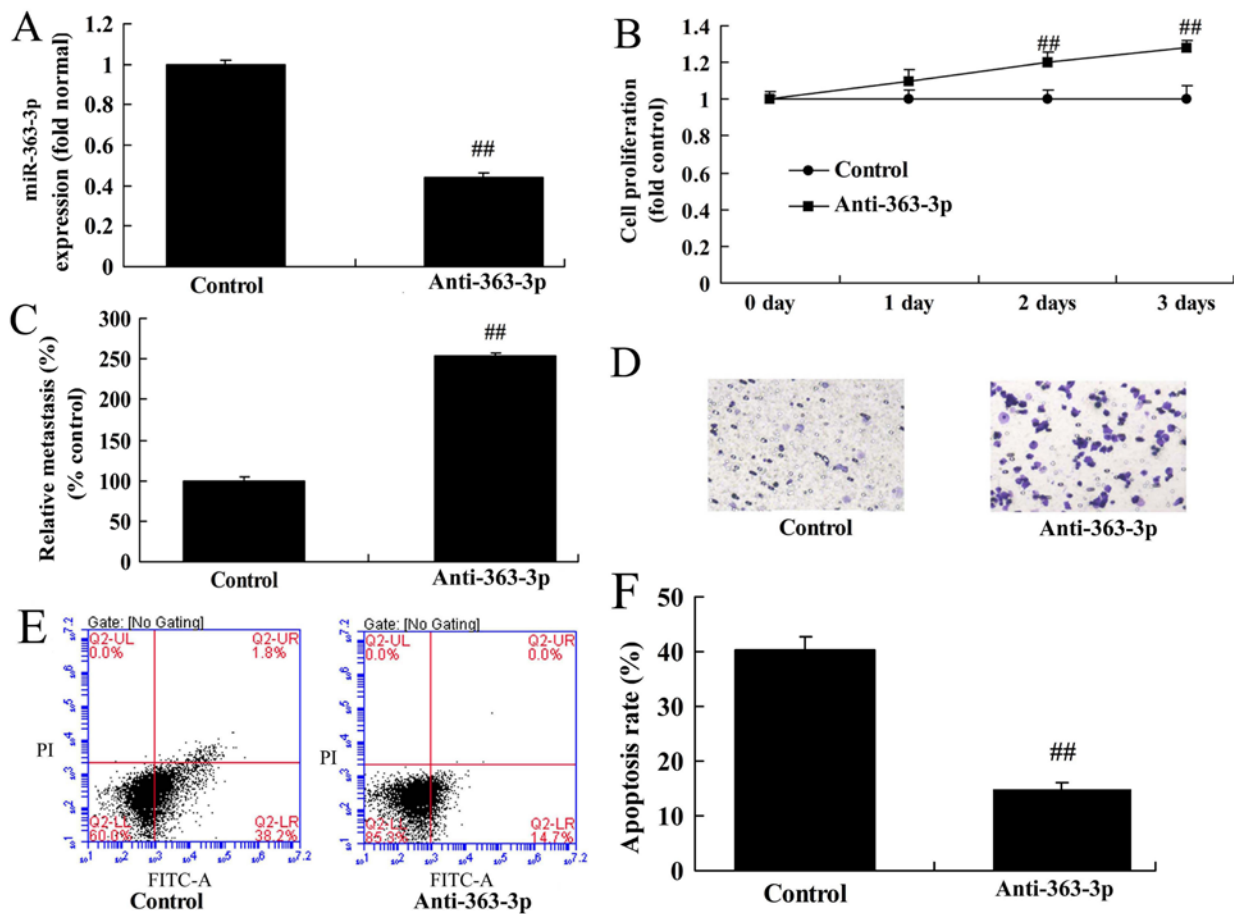 A
miR-363-3p
expression (fold normal)
1.2
1
0.8
0.6
0.4
0.2
0
##
Control
Anti-363-3p
B
Cell proliferation
(fold control)
1.4
1.2
1
0.8
0.6
0.4
0.2
0
##
##
Control
Anti-363-3p
0 day
1 day
2 days
3 days
C
Relative metastasis (%)
(% control)
300
250
200
150
100
50
0
##
Control
Anti-363-3p
D
Control
Anti-363-3p
E
Gate: [No Gating]
Q2-UL
0.0%
Q2-UR
1.8%
Q2-LL
60.0%
Q2-LR
38.2%
PI
FITC-A
Control
Gate: [No Gating]
Q2-UL
0.0%
Q2-UR
0.0%
Q2-LL
85.3%
Q2-LR
14.7%
PI
FITC-A
Anti-363-3p
F
Apoptosis rate (%)
50
40
30
20
10
0
##
Control
Anti-363-3p